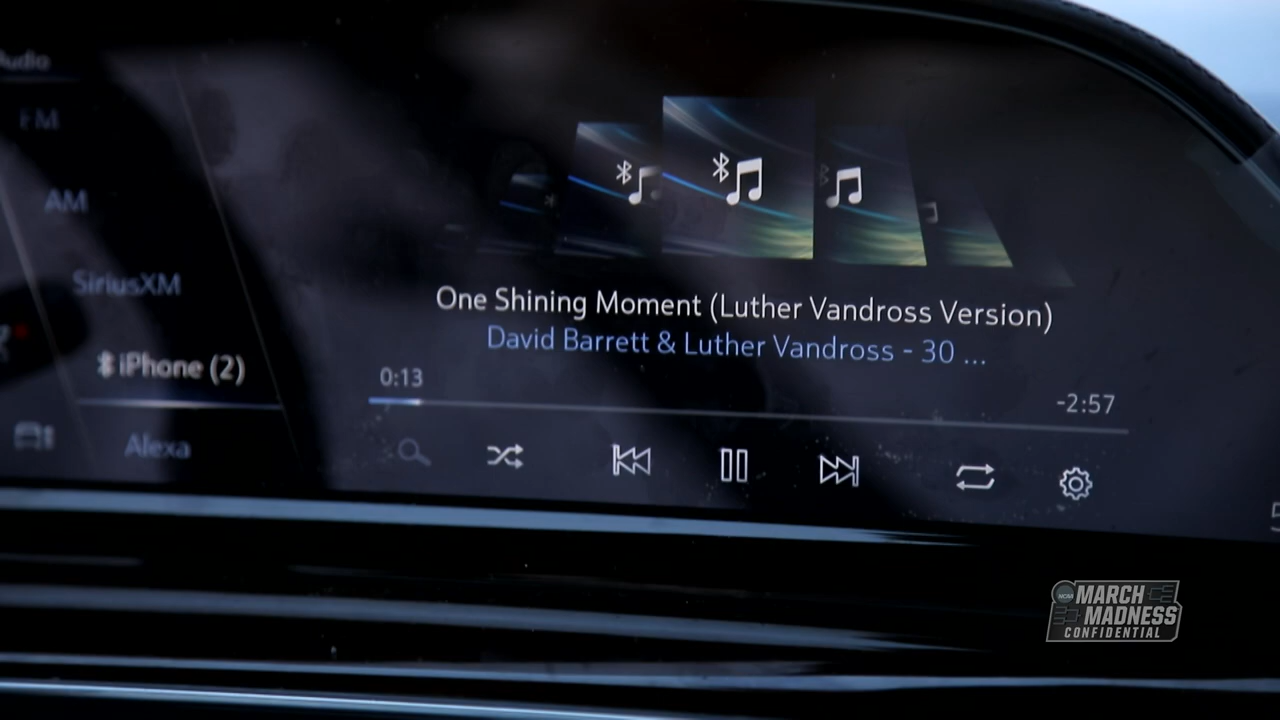 Audio
FM
AM
SiriusXM
iPhone (2)
Alexa
One Shining Moment (Luther Vandross Version)
David Barrett & Luther Vandross - 30 ...
0:13
-2:57
NCAA
MARCH
MADNESS
CONFIDENTIAL